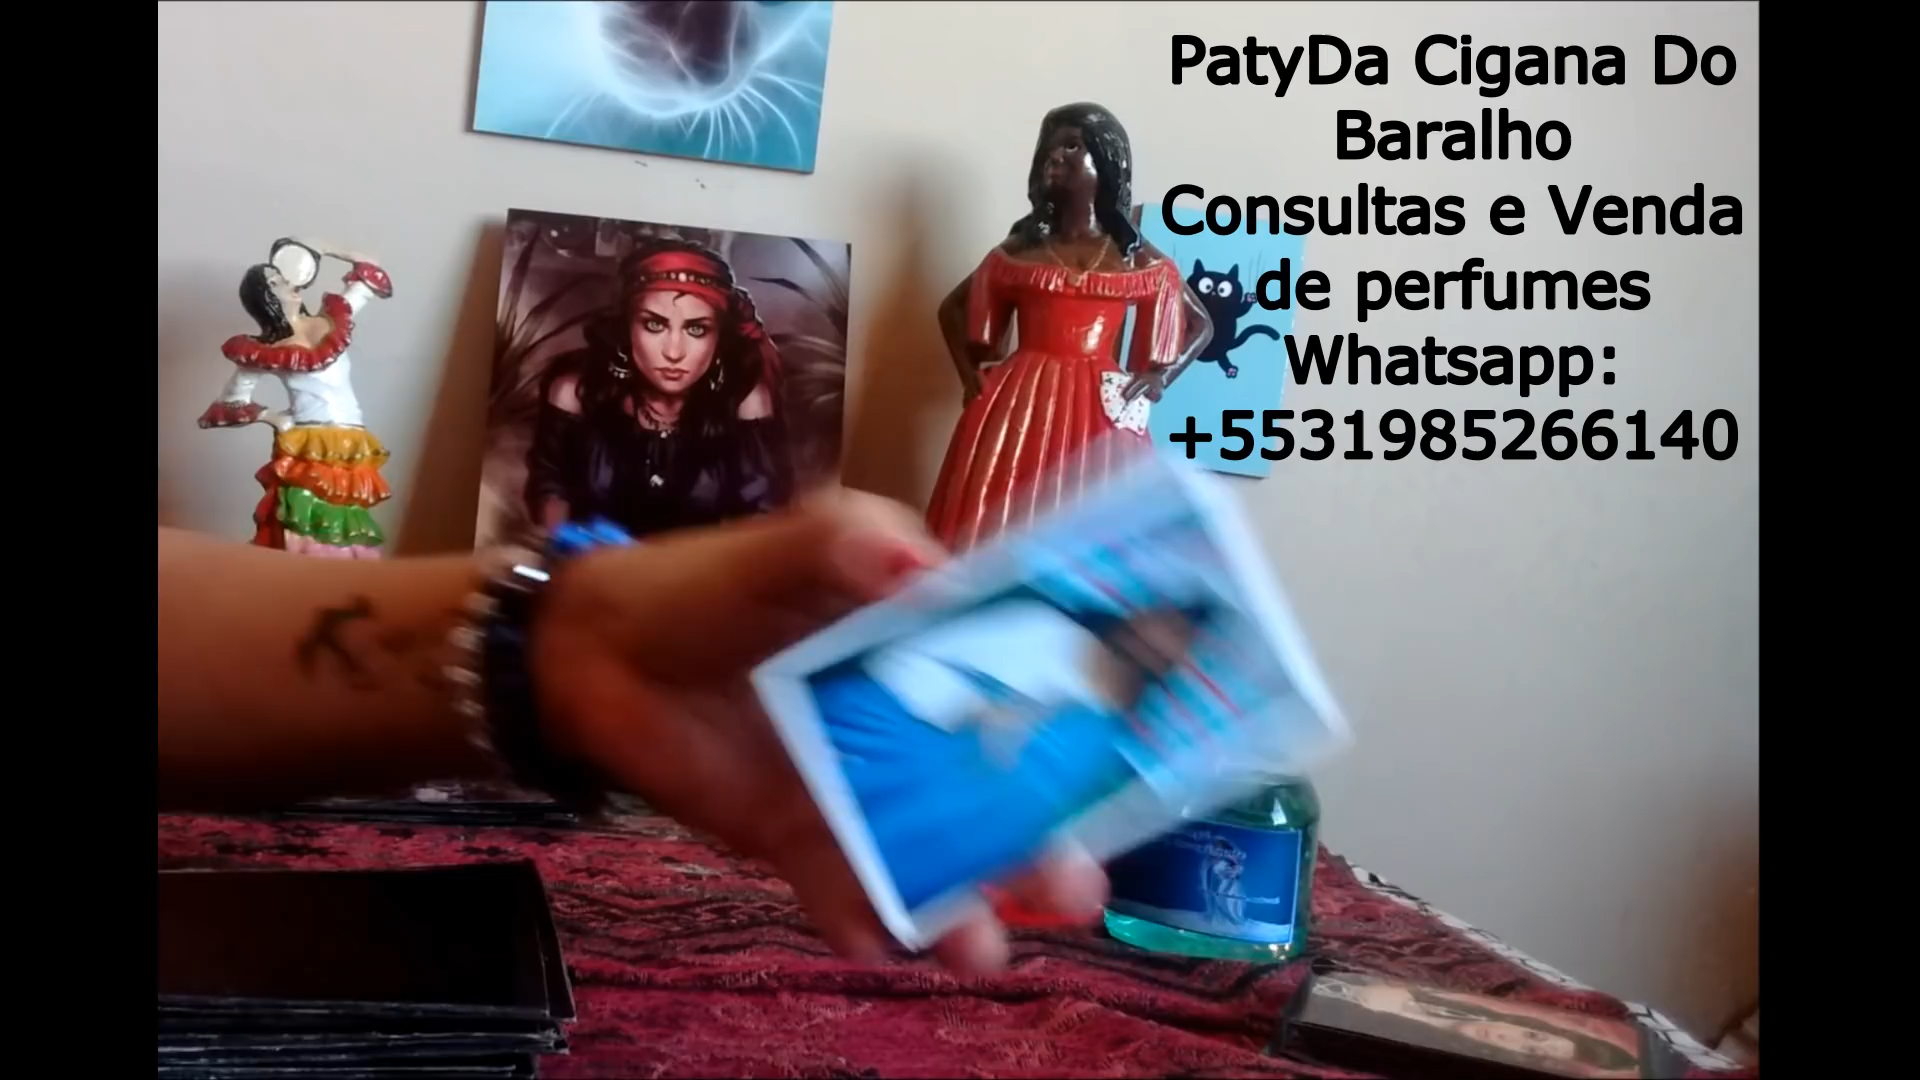 PatyDa Cigana Do
Baralho
Consultas e Venda
de perfumes
Whatsapp:
+5531985266140